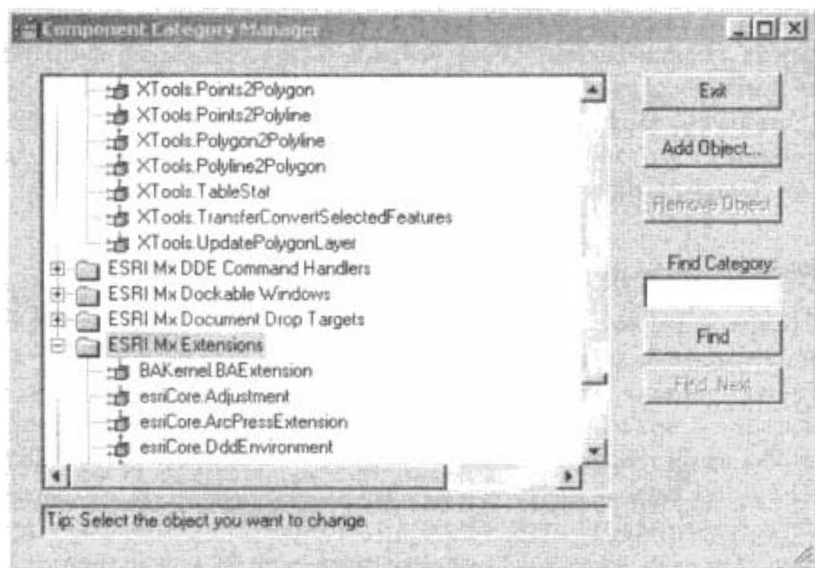 Component Category Manager
XTools.Points2Polygon
XTools.Points2Polyline
XTools.Polygon2Polyline
XTools.Polyline2Polygon
XTools.TableStat
XTools.TransferConvertSelectedFeatures
XTools.UpdatePolygonLayer
ESRI Mx DDE Command Handlers
ESRI Mx Dockable Windows
ESRI Mx Document Drop Targets
ESRI Mx Extensions
BAKernel.BAExtension
esriCore.Adjustment
esriCore.ArcPressExtension
esriCore.DddEnvironment
Tip: Select the object you want to change.
Exit
Add Object...
Remove Object
Find Category:
Find
Find Next